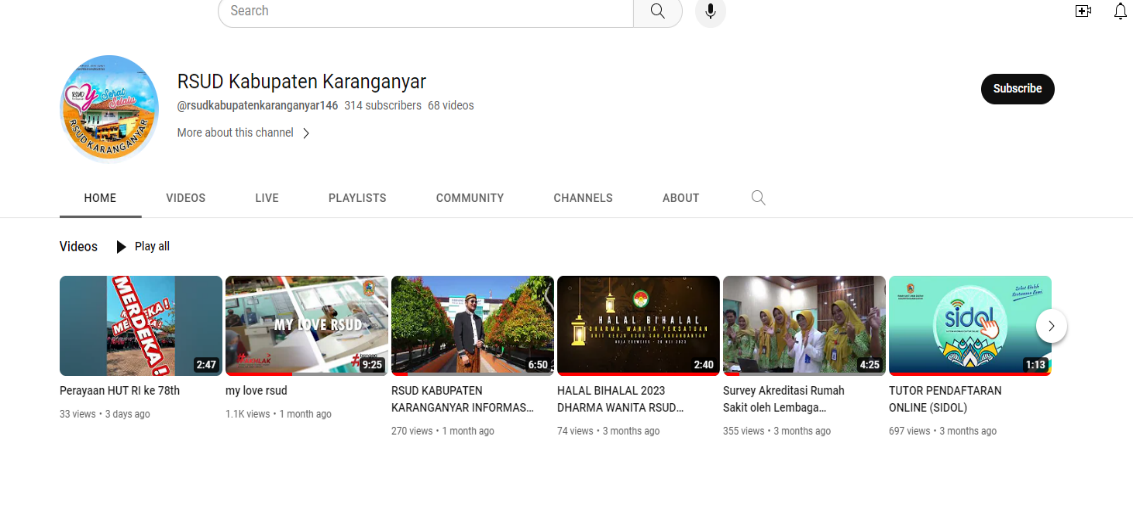 Search
RSUD Kabupaten Karanganyar
@rsudkabupatenkaranganyar146 314 subscribers 68 videos
More about this channel
Subscribe
RSUD KARANGANYAR
HOME VIDEOS LIVE PLAYLISTS COMMUNITY CHANNELS ABOUT
Videos Play all
MERDEKA!
2:47
MY LOVE RSUD
9:25
6:50
HALAL BIHALAL
DHARMA WANITA PERSATUAN
2:40
4:25
sidol
1:13
Perayaan HUT RI ke 78th
33 views • 3 days ago
my love rsud
1.1K views • 1 month ago
RSUD KABUPATEN
KARANGANYAR INFORMAS...
270 views • 1 month ago
HALAL BIHALAL 2023
DHARMA WANITA RSUD...
74 views • 3 months ago
Survey Akreditasi Rumah
Sakit oleh Lembaga...
355 views • 3 months ago
TUTOR PENDAFTARAN
ONLINE (SIDOL)
697 views • 3 months ago